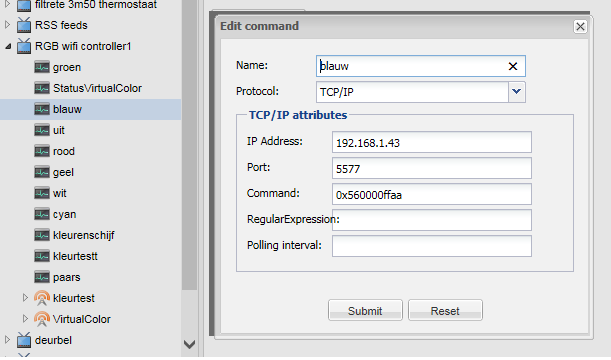 filtrete 3m50 thermostaat
RSS feeds
RGB wifi controller1
groen
StatusVirtualColor
blauw
uit
rood
geel
wit
cyan
kleurenschijf
kleurtestt
paars
kleurtest
VirtualColor
deurbel
Edit command
Name: blauw
Protocol: TCP/IP
TCP/IP attributes
IP Address: 192.168.1.43
Port: 5577
Command: 0x560000ffaa
RegularExpression:
Polling interval:
Submit Reset